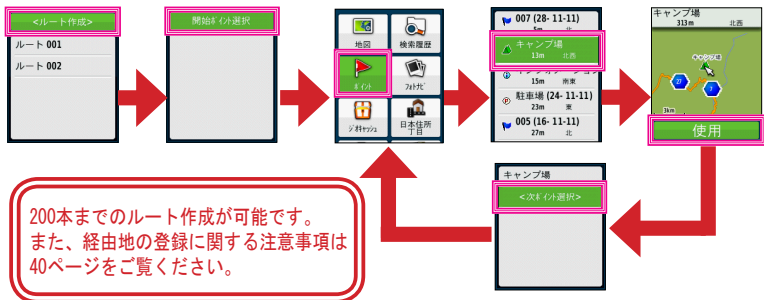 <ルート作成>
ルート 001
ルート 002
開始ポイント選択
地図
検索履歴
ポイント
フォトナビ
ジオキャッシュ
日本住所
丁目
007 (28-11-11)
5m 北
キャンプ場
13m 北西
15m 南東
駐車場 (24-11-11)
23m 東
005 (16-11-11)
27m 北
キャンプ場
313m 北西
キャンプ場
27
7
3km
使用
キャンプ場
<次ポイント選択>
200本までのルート作成が可能です。
また、経由地の登録に関する注意事項は
40ページをご覧ください。